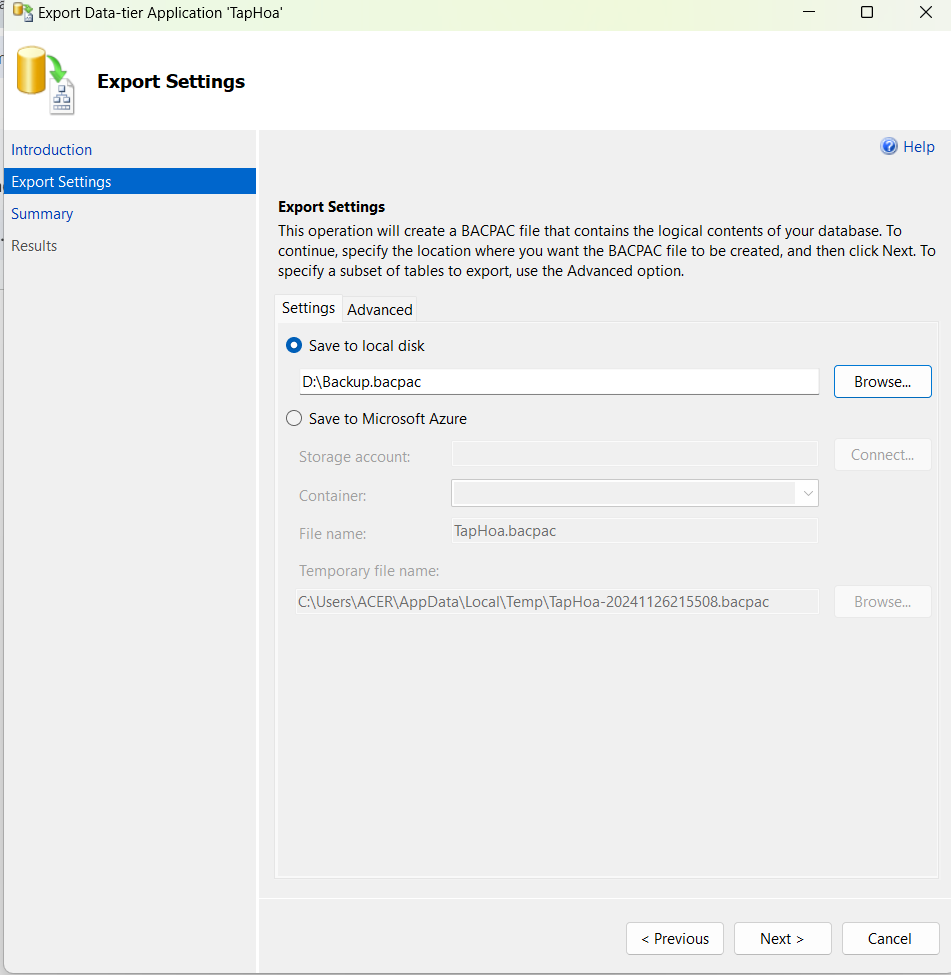 Export Data-tier Application 'TapHoa'
Export Settings
Introduction
Export Settings
Summary
Results
Help
Export Settings
This operation will create a BACPAC file that contains the logical contents of your database. To
continue, specify the location where you want the BACPAC file to be created, and then click Next. To
specify a subset of tables to export, use the Advanced option.
Settings Advanced
Save to local disk
D:\Backup.bacpac Browse...
Save to Microsoft Azure
Storage account: Connect...
Container:
File name: TapHoa.bacpac
Temporary file name:
C:\Users\ACER\AppData\Local\Temp\TapHoa-20241126215508.bacpac Browse...
< Previous Next > Cancel